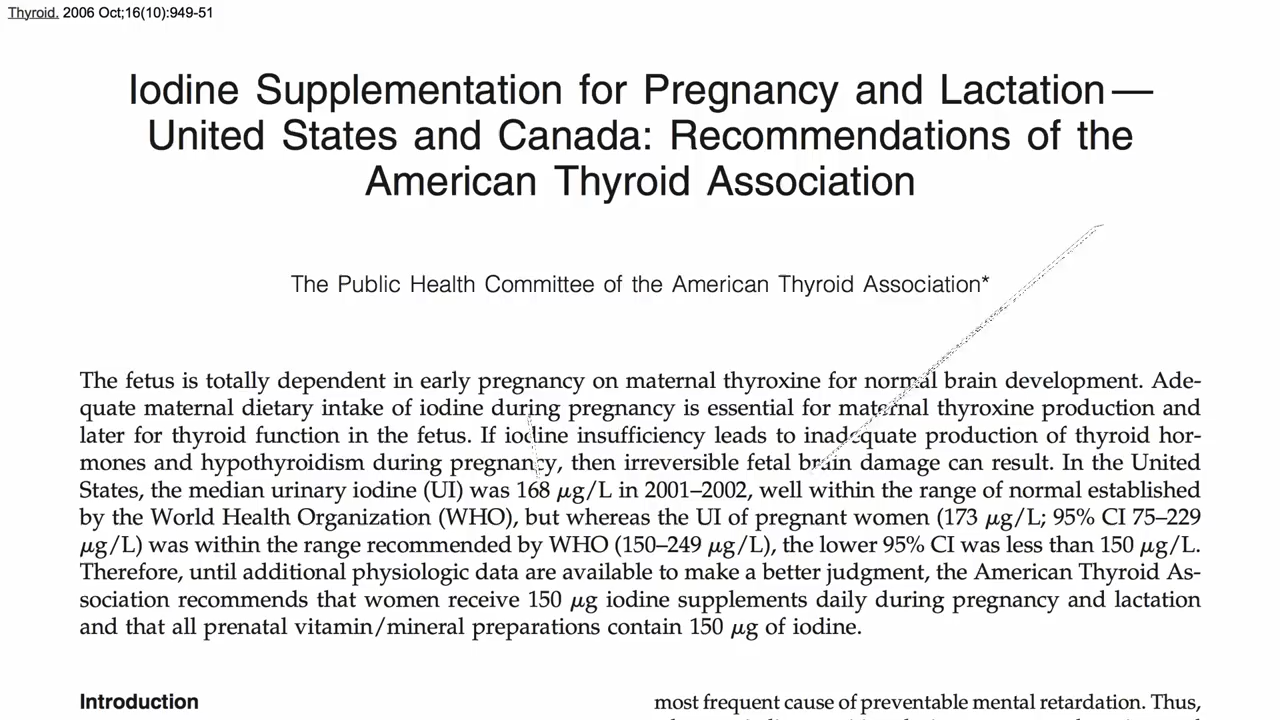 Thyroid. 2006 Oct;16(10):949-51
Iodine Supplementation for Pregnancy and Lactation—
United States and Canada: Recommendations of the
American Thyroid Association
The Public Health Committee of the American Thyroid Association*
The fetus is totally dependent in early pregnancy on maternal thyroxine for normal brain development. Ade-
quate maternal dietary intake of iodine during pregnancy is essential for maternal thyroxine production and
later for thyroid function in the fetus. If iodine insufficiency leads to inadequate production of thyroid hor-
mones and hypothyroidism during pregnancy, then irreversible fetal brain damage can result. In the United
States, the median urinary iodine (UI) was 168 μg/L in 2001–2002, well within the range of normal established
by the World Health Organization (WHO), but whereas the UI of pregnant women (173 μg/L; 95% CI 75–229
μg/L) was within the range recommended by WHO (150–249 μg/L), the lower 95% CI was less than 150 μg/L.
Therefore, until additional physiologic data are available to make a better judgment, the American Thyroid As-
sociation recommends that women receive 150 μg iodine supplements daily during pregnancy and lactation
and that all prenatal vitamin/mineral preparations contain 150 μg of iodine.
Introduction
most frequent cause of preventable mental retardation. Thus,